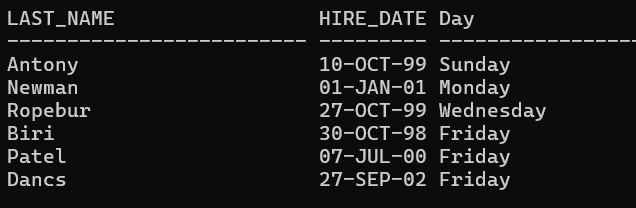 LAST_NAME                 HIRE_DATE Day
------------------------- --------- -----------------
Antony                    10-OCT-99 Sunday
Newman                    01-JAN-01 Monday
Ropebur                   27-OCT-99 Wednesday
Biri                      30-OCT-98 Friday
Patel                     07-JUL-00 Friday
Dancs                     27-SEP-02 Friday